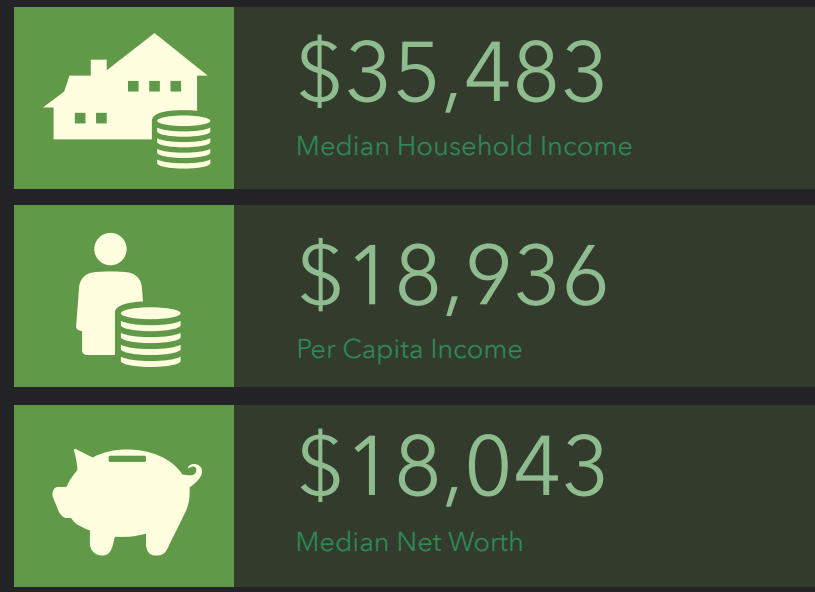 $35,483
Median Household Income
$18,936
Per Capita Income
$18,043
Median Net Worth